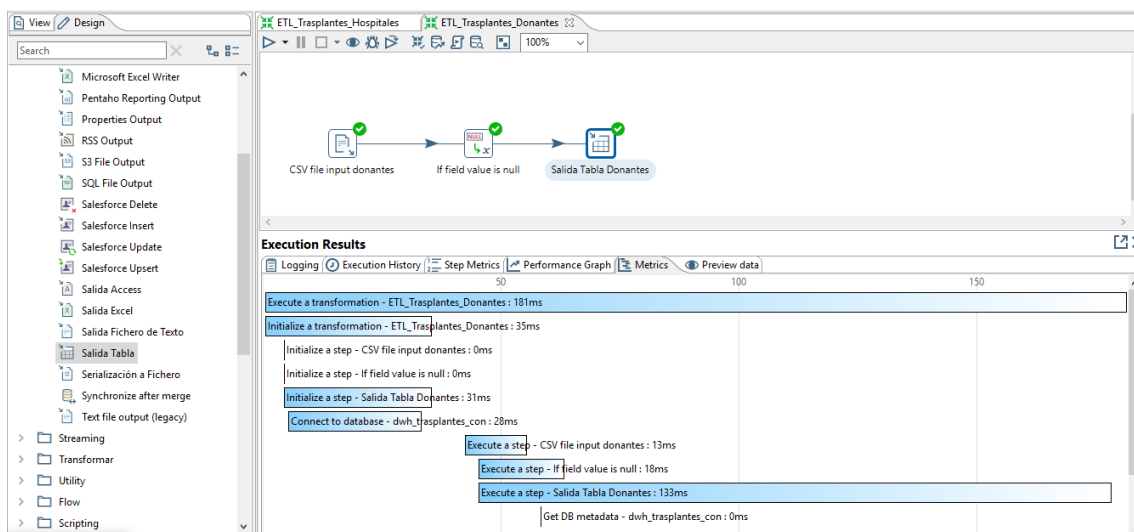 View
Design
Search
Microsoft Excel Writer
Pentaho Reporting Output
Properties Output
RSS Output
S3 File Output
SQL File Output
Salesforce Delete
Salesforce Insert
Salesforce Update
Salesforce Upsert
Salida Access
Salida Excel
Salida Fichero de Texto
Salida Tabla
Serialización a Fichero
Synchronize after merge
Text file output (legacy)
Streaming
Transformar
Utility
Flow
Scripting
ETL_Trasplantes_Hospitales
ETL_Trasplantes_Donantes
100%
NULL
x
CSV file input donantes
If field value is null
Salida Tabla Donantes
Execution Results
Logging
Execution History
Step Metrics
Performance Graph
Metrics
Preview data
50 100 150
Execute a transformation - ETL_Trasplantes_Donantes : 181ms
Initialize a transformation - ETL_Trasplantes_Donantes : 35ms
Initialize a step - CSV file input donantes : 0ms
Initialize a step - If field value is null : 0ms
Initialize a step - Salida Tabla Donantes : 31ms
Connect to database - dwh_trasplantes_con : 28ms
Execute a step - CSV file input donantes : 13ms
Execute a step - If field value is null : 18ms
Execute a step - Salida Tabla Donantes : 133ms
Get DB metadata - dwh_trasplantes_con : 0ms